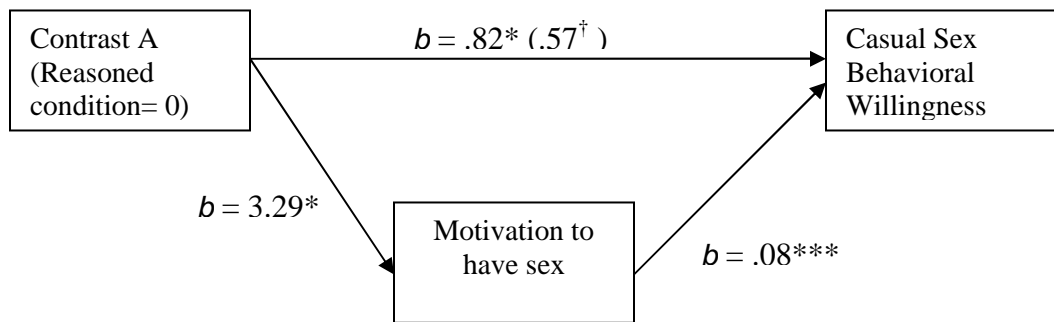 Contrast A
(Reasoned
condition= 0)
b = .82* (.57† )
Casual Sex
Behavioral
Willingness
b = 3.29*
Motivation to
have sex
b = .08***